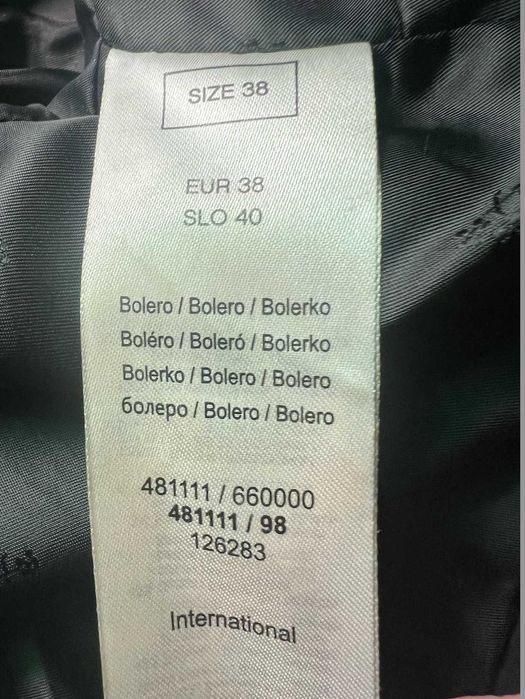 SIZE 38
EUR 38
SLO 40
Bolero / Bolero / Bolerko
Boléro / Boleró / Bolerko
Bolerko / Bolero / Bolero
болеро / Bolero / Bolero
481111 / 660000
481111 / 98
126283
International